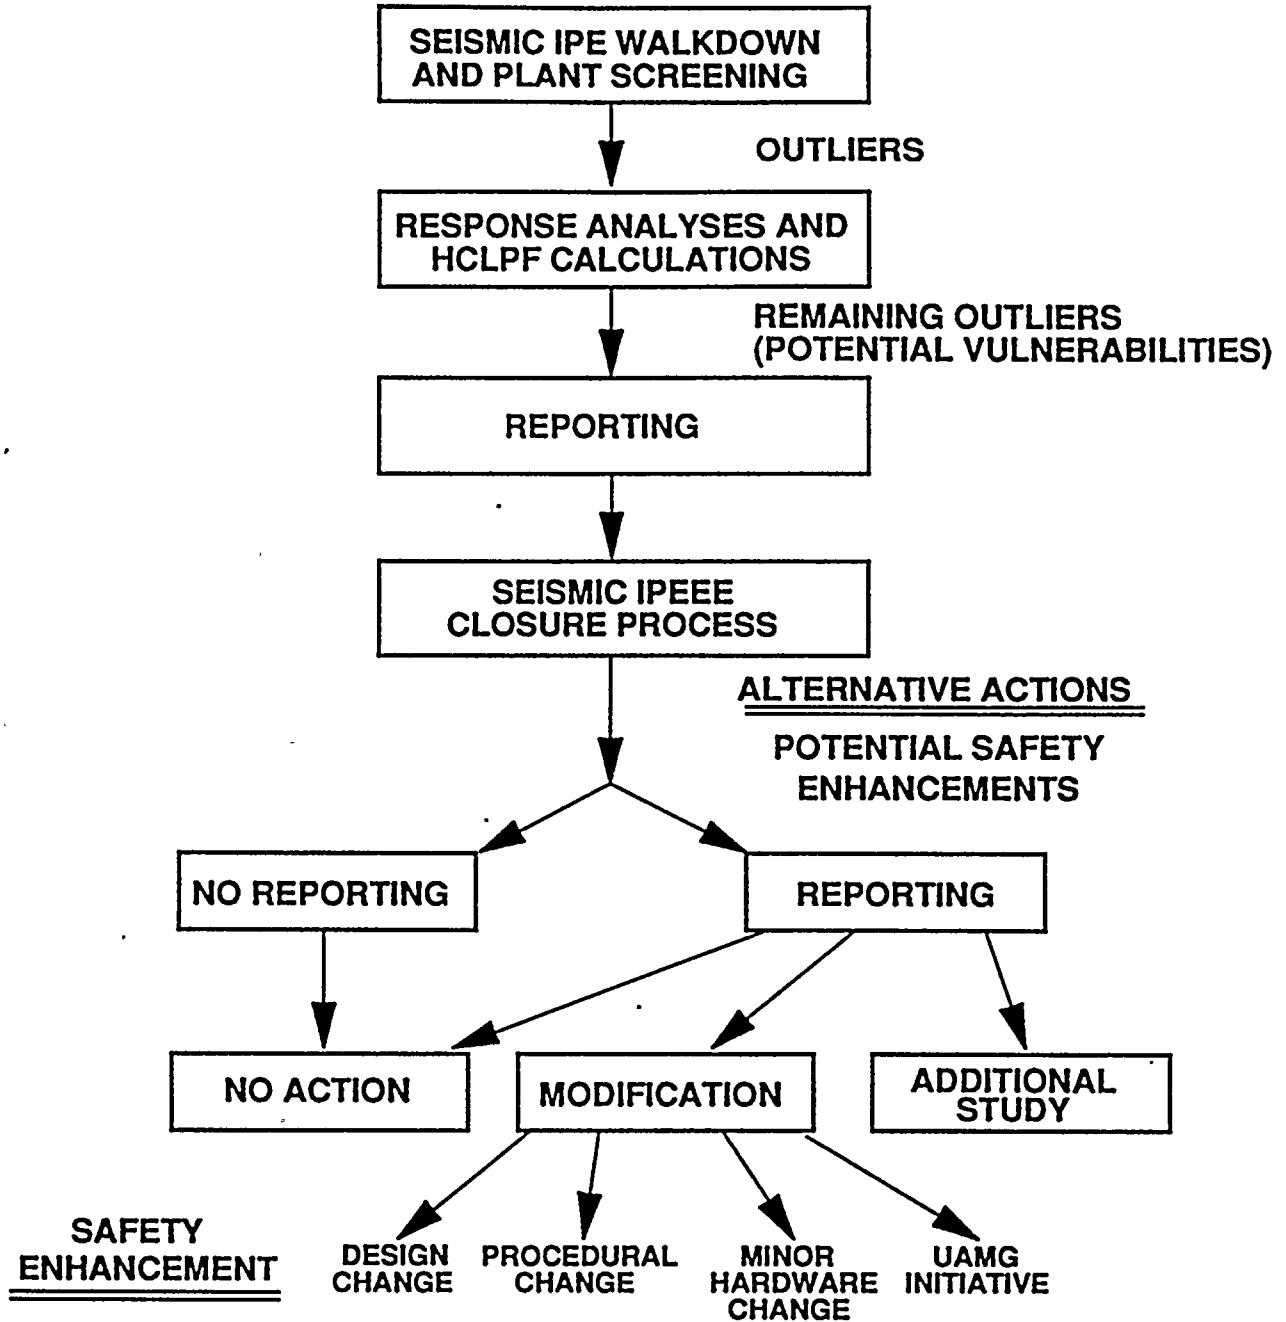 SEISMIC IPE WALKDOWN
AND PLANT SCREENING
OUTLIERS
RESPONSE ANALYSES AND
HCLPF CALCULATIONS
REMAINING OUTLIERS
(POTENTIAL VULNERABILITIES)
REPORTING
SEISMIC IPEEE
CLOSURE PROCESS
ALTERNATIVE ACTIONS
POTENTIAL SAFETY
ENHANCEMENTS
NO REPORTING
REPORTING
NO ACTION
MODIFICATION
ADDITIONAL
STUDY
SAFETY
ENHANCEMENT
DESIGN
CHANGE
PROCEDURAL
CHANGE
MINOR
HARDWARE
CHANGE
UAMG
INITIATIVE